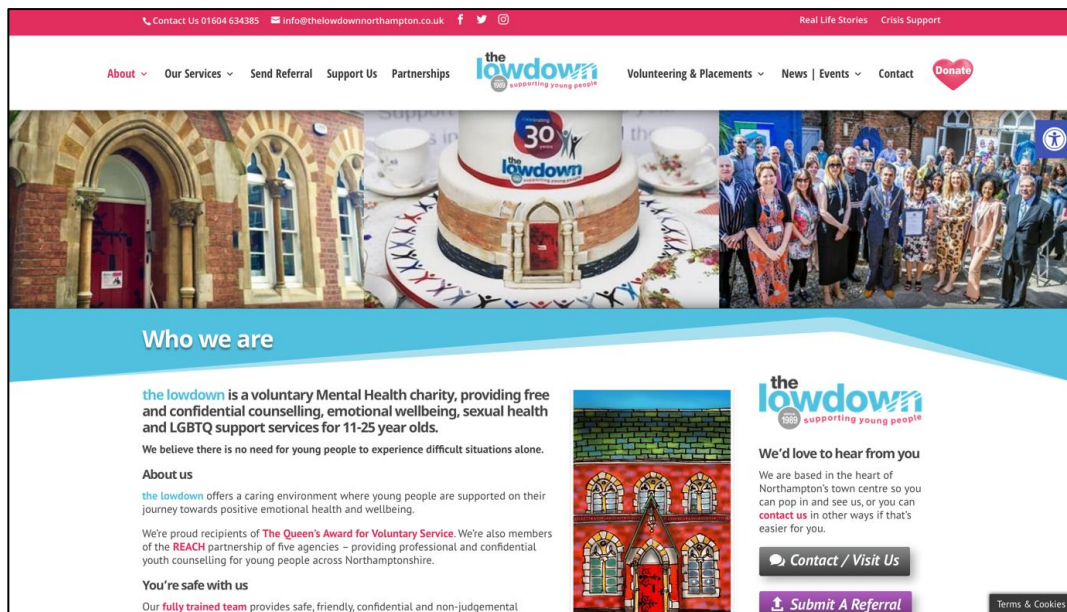 Contact Us 01604 634385 info@thelowdownnorthampton.co.uk
Real Life Stories Crisis Support
About Our Services Send Referral Support Us Partnerships
the
lowdown
since
1989 supporting young people
Volunteering & Placements News | Events Contact Donate
Celebrating
30
years
the
lowdown
supporting young people
Who we are
the lowdown is a voluntary Mental Health charity, providing free
and confidential counselling, emotional wellbeing, sexual health
and LGBTQ support services for 11-25 year olds.
We believe there is no need for young people to experience difficult situations alone.
About us
the lowdown offers a caring environment where young people are supported on their
journey towards positive emotional health and wellbeing.
We're proud recipients of The Queen's Award for Voluntary Service. We're also members
of the REACH partnership of five agencies – providing professional and confidential
youth counselling for young people across Northamptonshire.
You're safe with us
Our fully trained team provides safe, friendly, confidential and non-judgemental
the
lowdown
since
1989 supporting young people
We'd love to hear from you
We are based in the heart of
Northampton's town centre so you
can pop in and see us, or you can
contact us in other ways if that's
easier for you.
Contact / Visit Us
Submit A Referral
Terms & Cookies